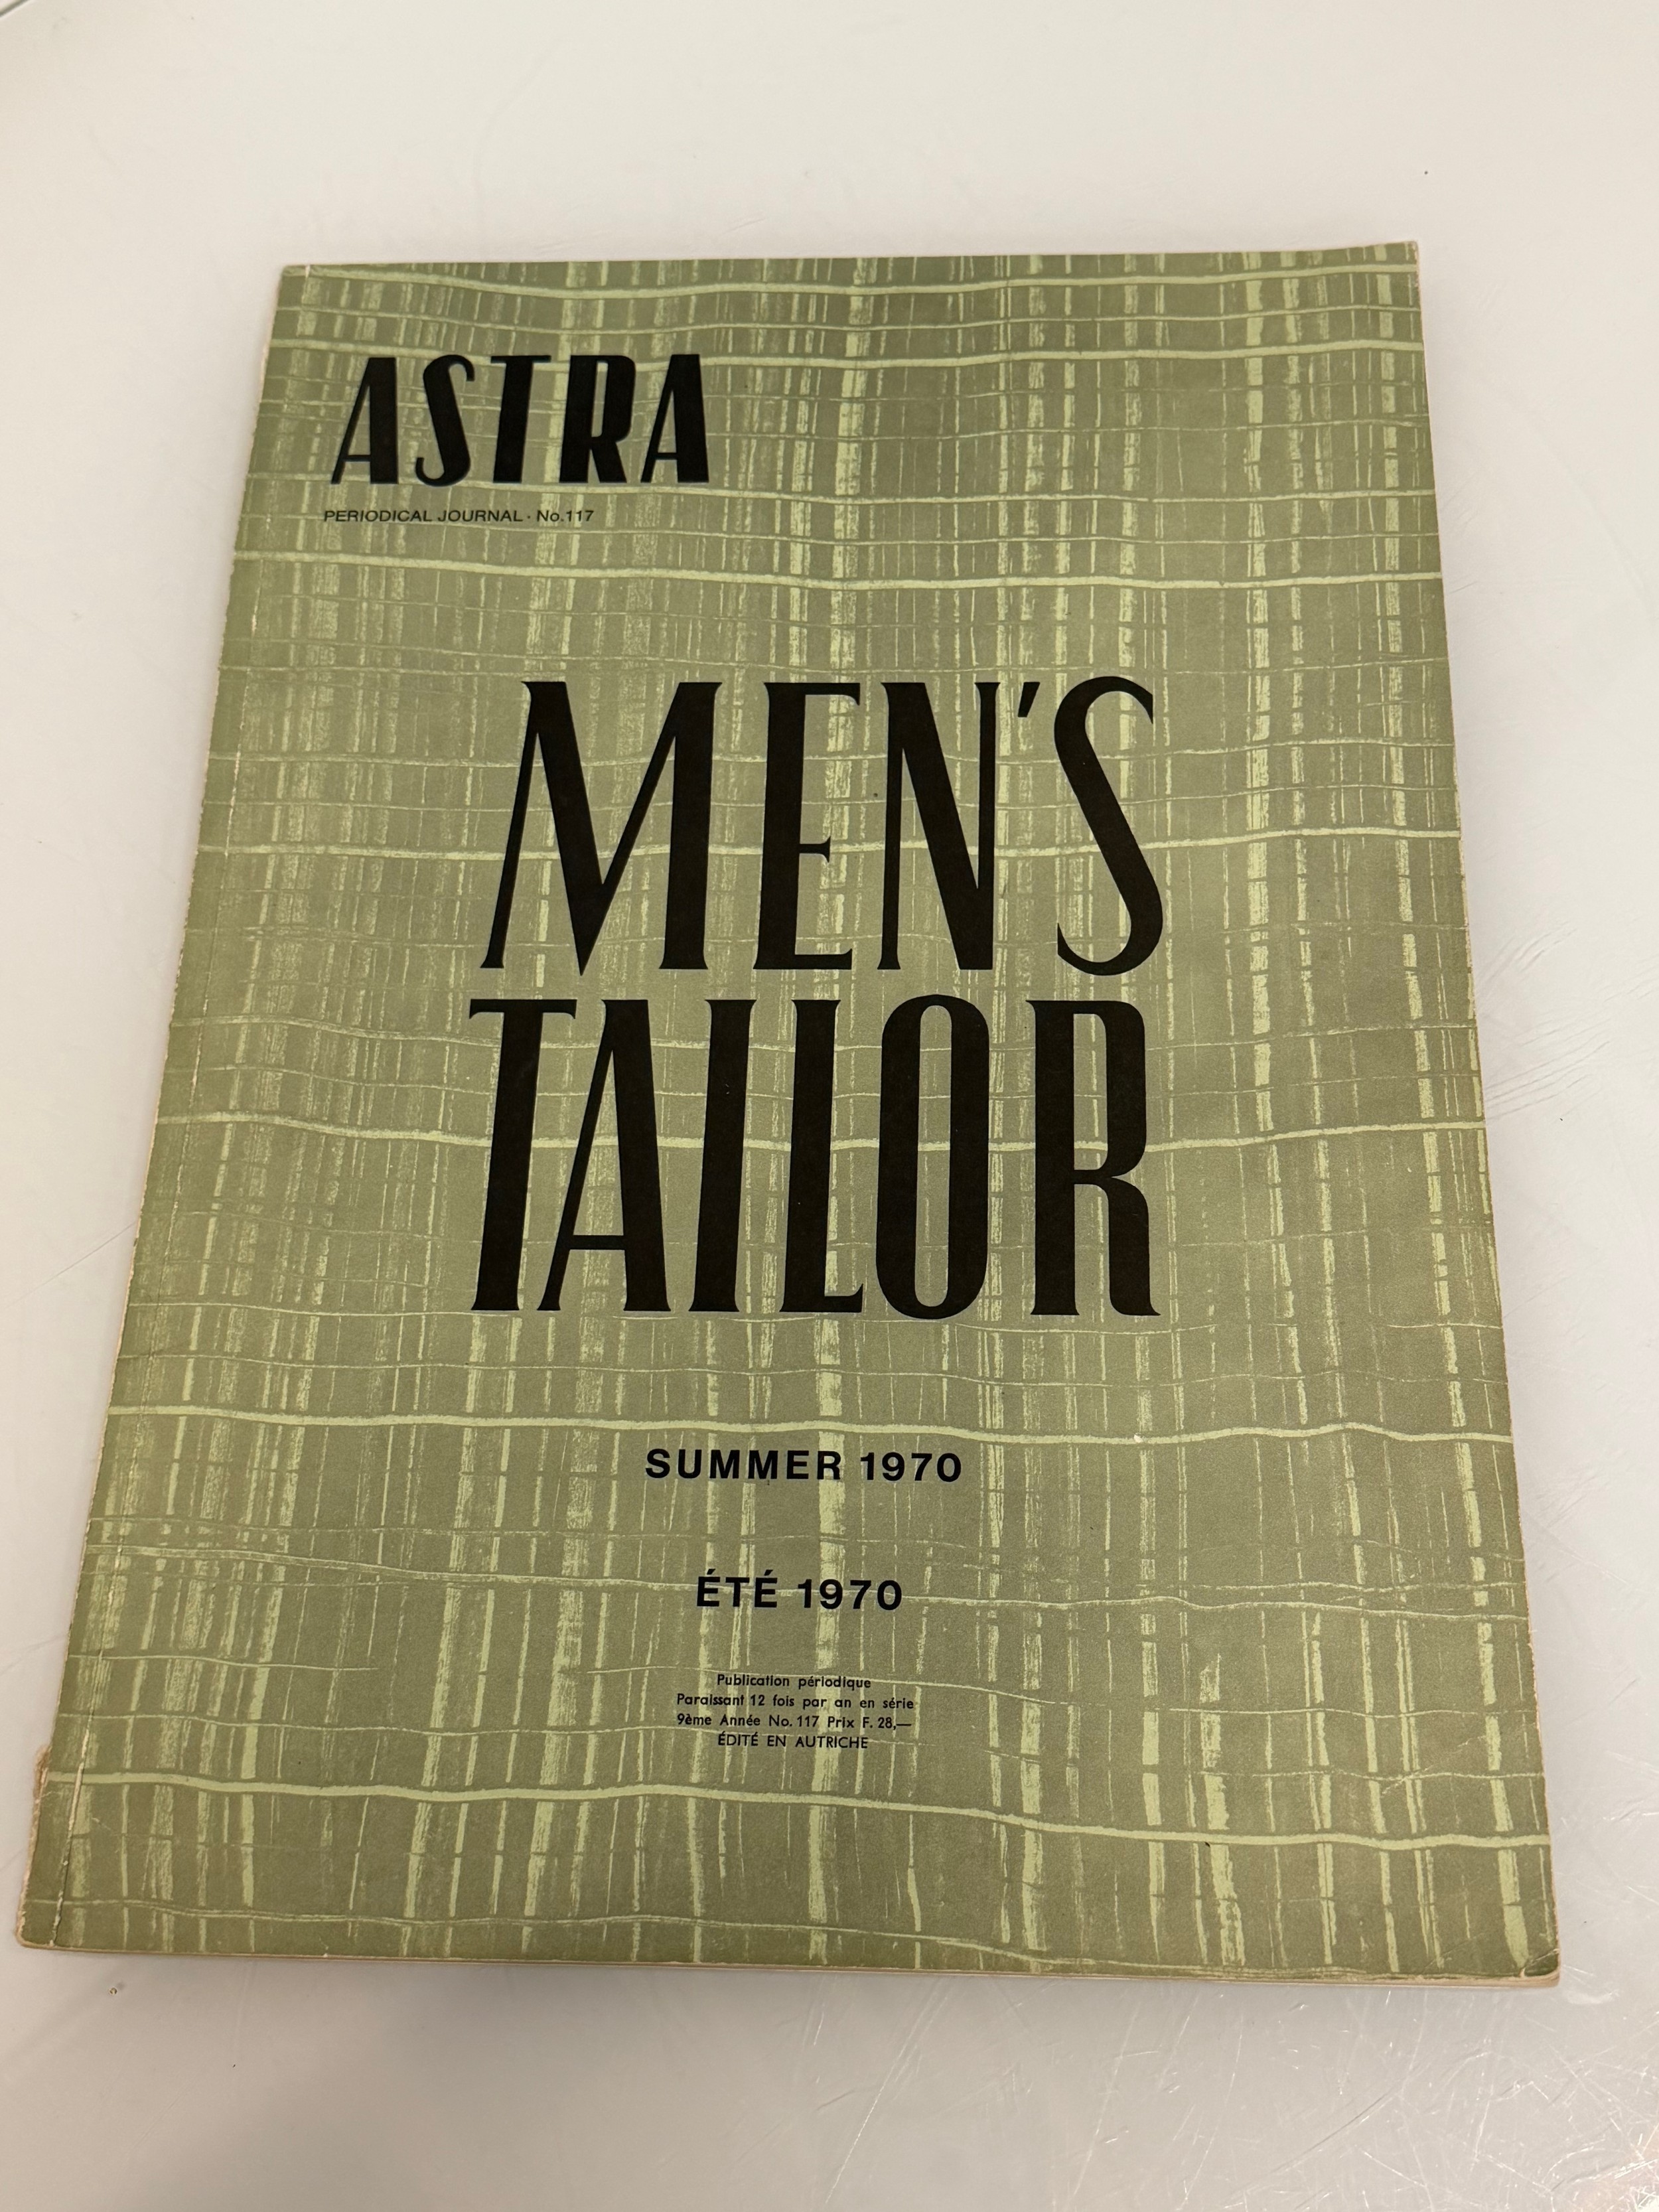 ASTRA
PERIODICAL JOURNAL · No.117
MEN'S
TAILOR
SUMMER 1970
ÉTÉ 1970
Publication périodique
Paraissant 12 fois par an en série
9ème Année No. 117 Prix F. 28,—
ÉDITÉ EN AUTRICHE